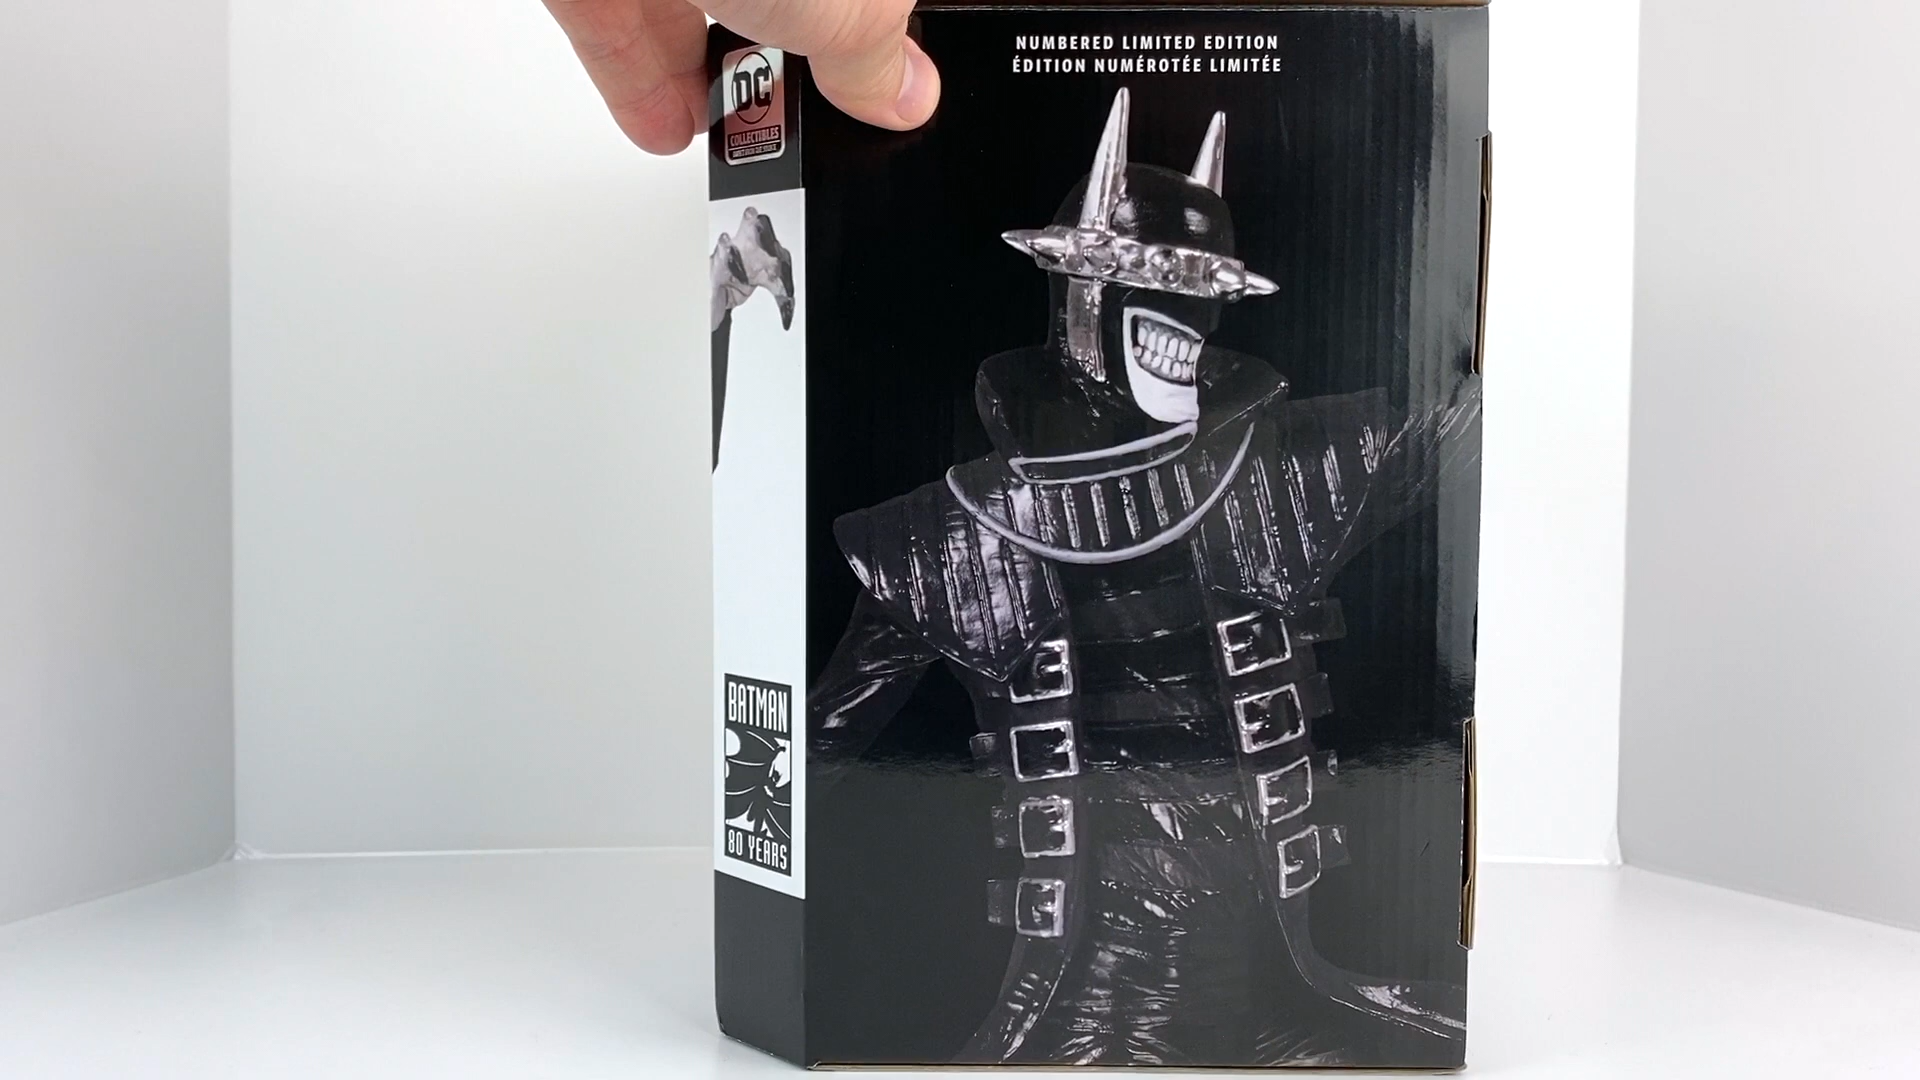 NUMBERED LIMITED EDITION
ÉDITION NUMÉROTÉE LIMITÉE
DC
COLLECTIBLES
BATMAN
80 YEARS